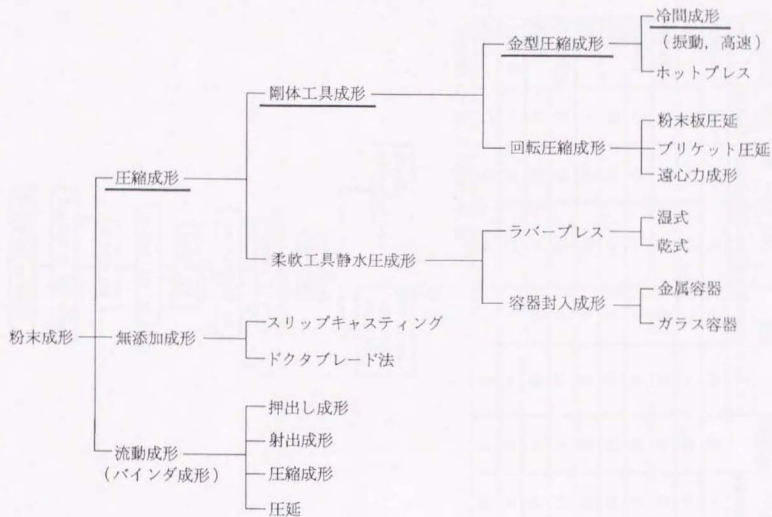 冷間成形
(振動,高速)
金型圧縮成形
ホットプレス
剛体工具成形
粉末板圧延
回転圧縮成形
ブリケット圧延
遠心力成形
圧縮成形
湿式
ラバープレス
乾式
柔軟工具静水圧成形
金属容器
容器封入成形
ガラス容器
スリップキャスティング
粉末成形
無添加成形
ドクタブレード法
押出し成形
射出成形
流動成形
(バインダ成形)
圧縮成形
圧延